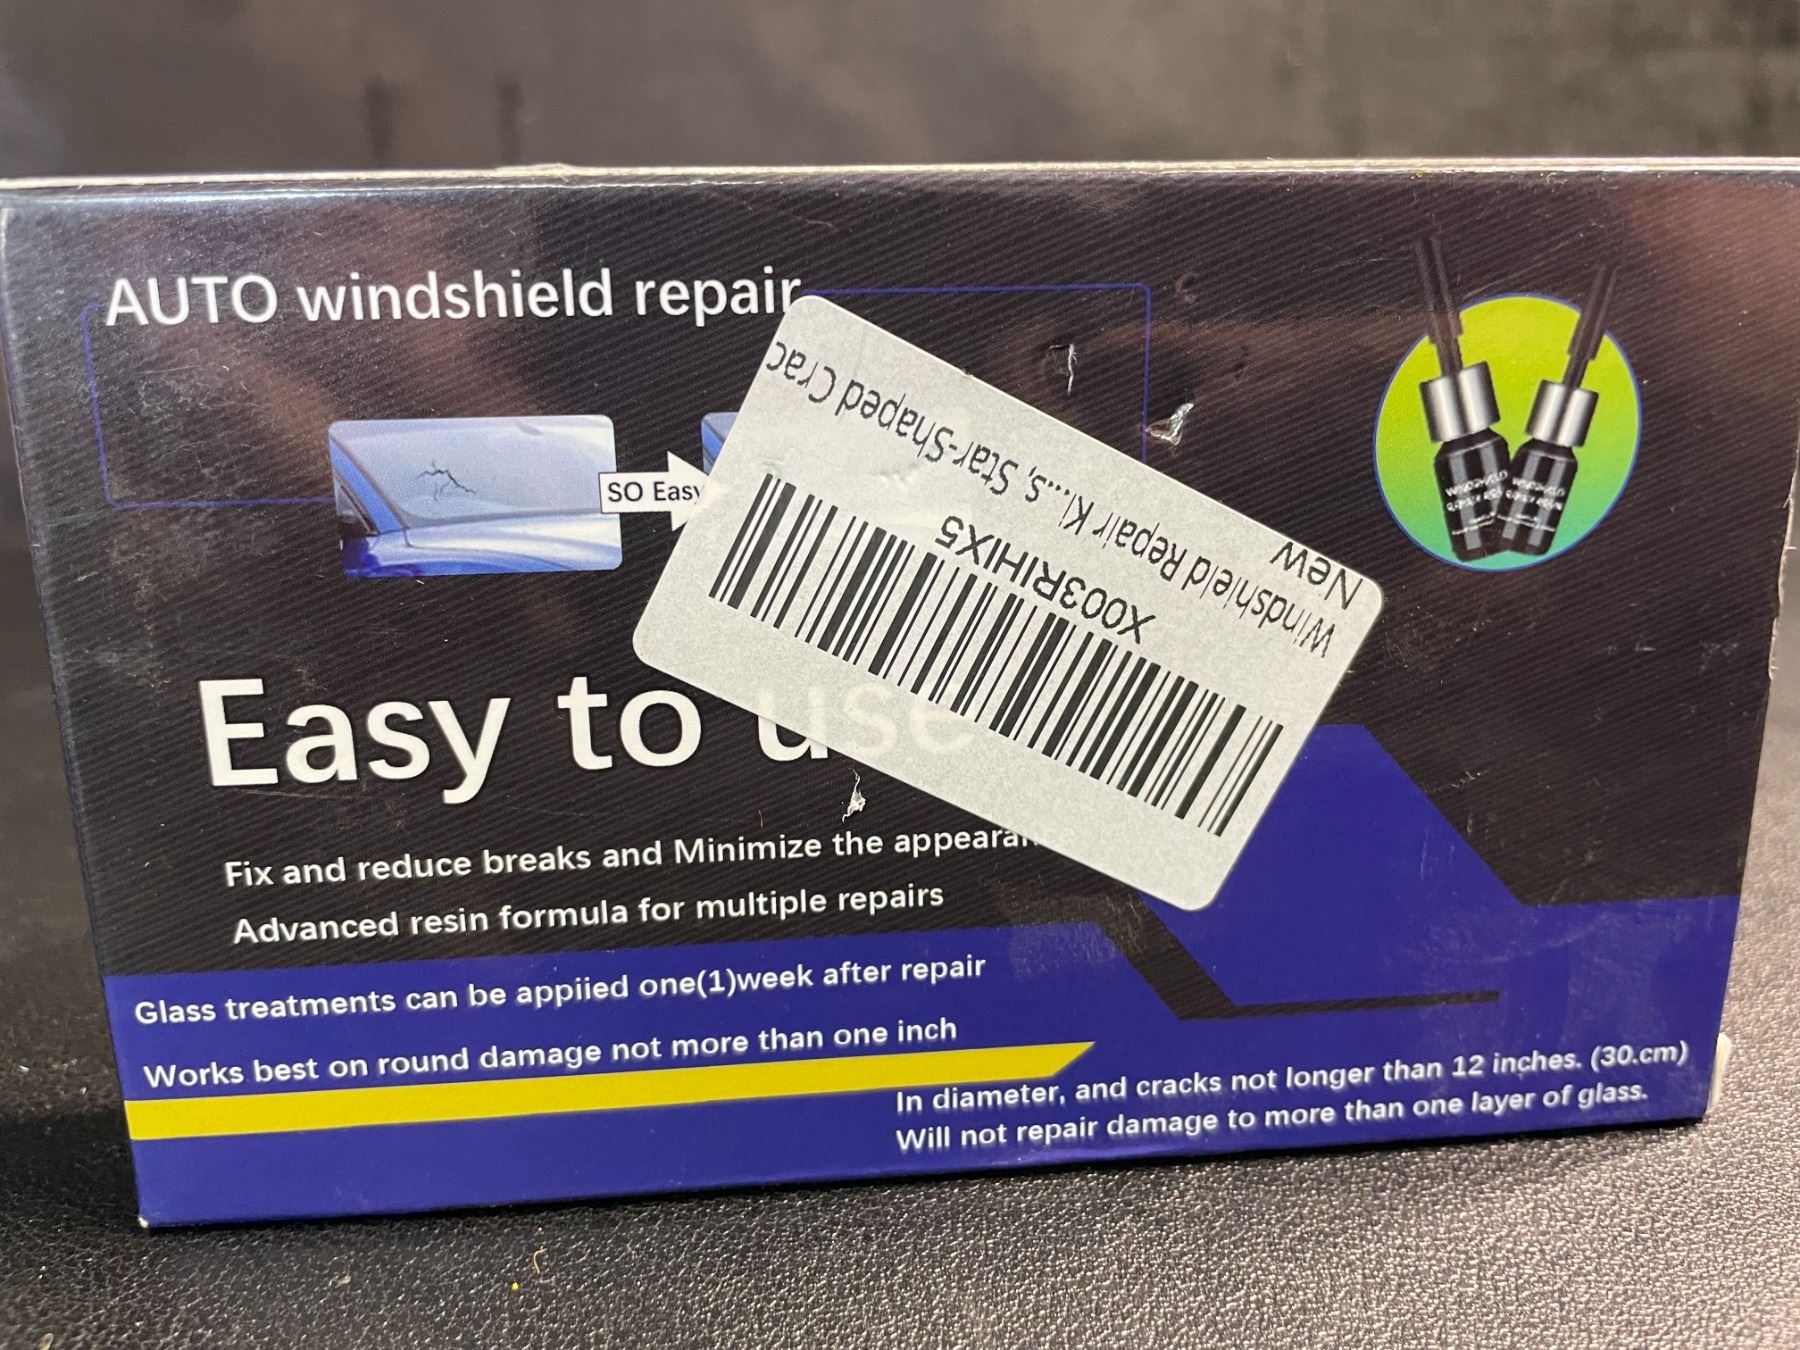 AUTO windshield repair
SO Easy
Easy to use
Fix and reduce breaks and Minimize the
Advanced resin formula for multiple repairs
Glass treatments can be appiied one(1)week after repair
Works best on round damage not more than one inch
In diameter, and cracks not longer than 12 inches. (30.cm)
Will not repair damage to more than one layer of glass.
X003RIHIX5
Windshield Repair Ki...s, Star-Shaped Crac
New